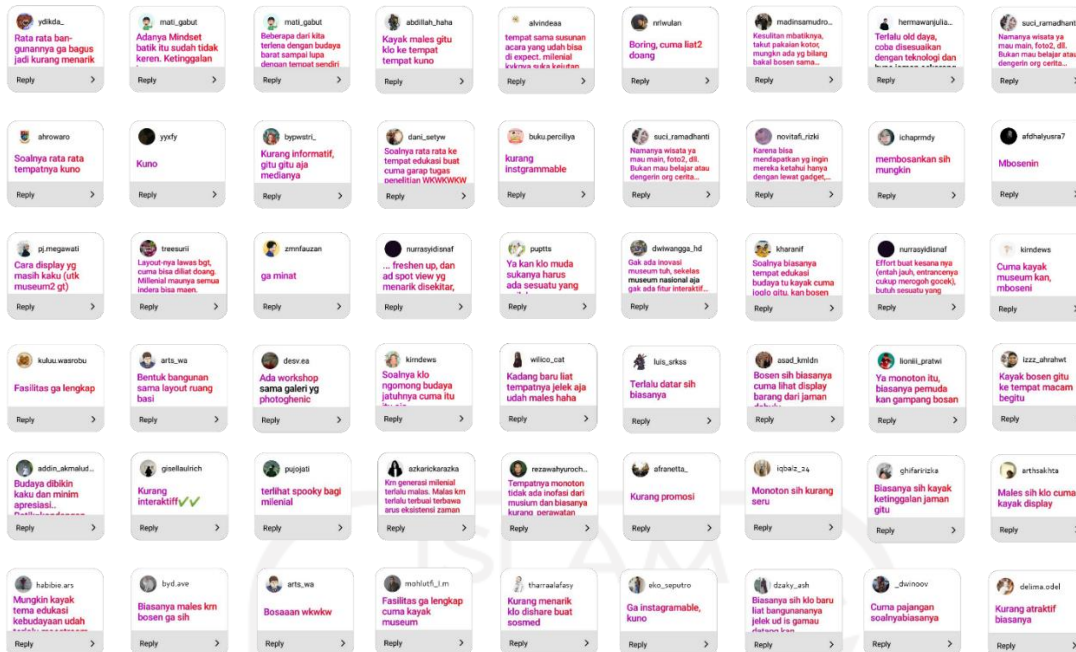 ydikda_
Rata rata ban-
gunannya ga bagus
jadi kurang menarik
Reply
mati_gabut
Adanya Mindset
batik itu sudah tidak
keren. Ketinggalan
Reply
mati_gabut
Beberapa dari kita
terlena dengan budaya
barat sampai lupa
dengan tempat sendiri
Reply
abdillah_haha
Kayak males gitu
klo ke tempat
tempat kuno
Reply
alvindeaa
tempat sama susunan
acara yang udah bisa
di expect. milenial
kyknya suka kejutan
Reply
nrlwulan
Boring, cuma liat2
doang
Reply
madinsamudro...
Kesulitan mbatiknya,
takut pakaian kotor,
mungkn ada yg bilang
bakal bosen sama...
Reply
hermawanjulia...
Terlalu old daya,
coba disesuaikan
dengan teknologi dan
Reply
suci_ramadhanti
Namanya wisata ya
mau main, foto2, dll.
Bukan mau belajar atau
dengerin org cerita...
Reply
ahrowaro
Soalnya rata rata
tempatnya kuno
Reply
yyxfy
Kuno
Reply
bypwstri_
Kurang informatif,
gitu gitu aja
medianya
Reply
dani_setyw
Soalnya rata rata ke
tempat edukasi buat
cuma garap tugas
penelitian WKWKWKW
Reply
buku.perciliya
kurang
instgrammable
Reply
suci_ramadhanti
Namanya wisata ya
mau main, foto2, dll.
Bukan mau belajar atau
dengerin org cerita...
Reply
novitafi_rizki
Karena bisa
mendapatkan yg ingin
mereka ketahui hanya
dengan lewat gadget,...
Reply
ichaprmdy
membosankan sih
mungkin
Reply
afdhalyusra7
Mbosenin
Reply
pj.megawati
Cara display yg
masih kaku (utk
museum2 gt)
Reply
treesurii
Layout-nya lawas bgt,
cuma bisa diliat doang.
Millenial maunya semua
indera bisa maen.
Reply
zmnfauzan
ga minat
Reply
nurrasyidisnaf
... freshen up, dan
ad spot view yg
menarik disekitar,
Reply
puptts
Ya kan klo muda
sukanya harus
ada sesuatu yang
Reply
dwiwangga_hd
Gak ada inovasi
museum tuh, sekelas
museum nasional aja
gak ada fitur interaktif...
Reply
kharanif
Soalnya biasanya
tempat edukasi
budaya tu kayak cuma
joglo gitu. kan bosen
Reply
nurrasyidisnaf
Effort buat kesana nya
(entah jauh, entrancenya
cukup merogoh gocek),
butuh sesuatu yang
Reply
kimdews
Cuma kayak
museum kan,
mboseni
Reply
kuluu.wasrobu
Fasilitas ga lengkap
Reply
arts_wa
Bentuk bangunan
sama layout ruang
basi
Reply
desv.ea
Ada workshop
sama galeri yg
photoghenic
Reply
kimdews
Soalnya klo
ngomong budaya
jatuhnya cuma itu
Reply
wilico_cat
Kadang baru liat
tempatnya jelek aja
udah males haha
Reply
luis_srkss
Terlalu datar sih
biasanya
Reply
asad_kmldn
Bosen sih biasanya
cuma lihat display
barang dari jaman
dahulu
Reply
lioniii_pratwi
Ya monoton itu,
biasanya pemuda
kan gampang bosan
Reply
izzz_ahrahwt
Kayak bosen gitu
ke tempat macam
begitu
Reply
addin_akmalud...
Budaya dibikin
kaku dan minim
apresiasi..
Reply
gisellaulrich
Kurang
interaktiff✓✓
Reply
pujojati
terlihat spooky bagi
milenial
Reply
azkarickarazka
Krn generasi milenial
terlalu malas. Malas krn
terlalu terbuai terbawa
arus eksistensi zaman
Reply
rezawahyuroch...
Tempatnya monoton
tidak ada inofasi dari
musium dan biasanya
kurang perawatan
Reply
afranetta_
Kurang promosi
Reply
iqbalz_24
Monoton sih kurang
seru
Reply
ghifaririzka
Biasanya sih kayak
ketinggalan jaman
gitu
Reply
arthsakhta
Males sih klo cuma
kayak display
Reply
habibie.ars
Mungkin kayak
tema edukasi
kebudayaan udah
terlalu maestream
Reply
byd.ave
Biasanya males krn
bosen ga sih
Reply
arts_wa
Bosaaan wkwkw
Reply
mohlutfi_l.m
Fasilitas ga lengkap
cuma kayak
museum
Reply
tharraalafasy
Kurang menarik
klo dishare buat
sosmed
Reply
eko_seputro
Ga instagramable,
kuno
Reply
dzaky_ash
Biasanya sih klo baru
liat bangunananya
jelek ud is gamau
datang kan
Reply
_dwinoov
Cuma pajangan
soalnyabiasanya
Reply
delima.odel
Kurang atraktif
biasanya
Reply
ISLAM